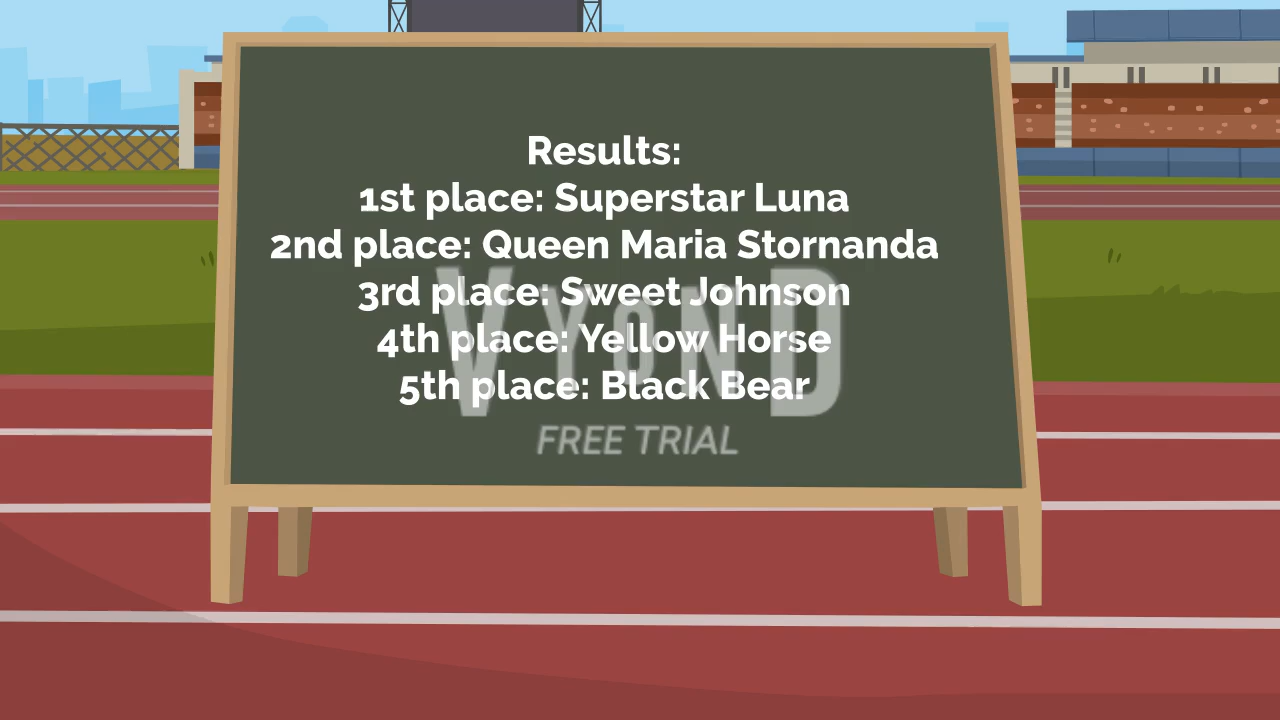 Results:
1st place: Superstar Luna
2nd place: Queen Maria Stornanda
3rd place: Sweet Johnson
4th place: Yellow Horse
5th place: Black Bear
VYOND
FREE TRIAL